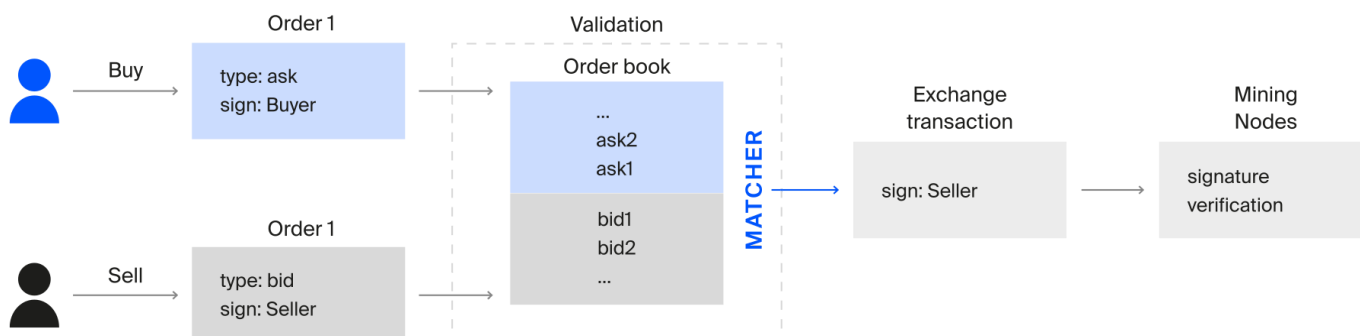 Order 1
Buy
type: ask
sign: Buyer
Order 1
Sell
type: bid
sign: Seller
Validation
Order book
...
ask2
ask1
bid1
bid2
...
MATCHER
Exchange
transaction
sign: Seller
Mining
Nodes
signature
verification